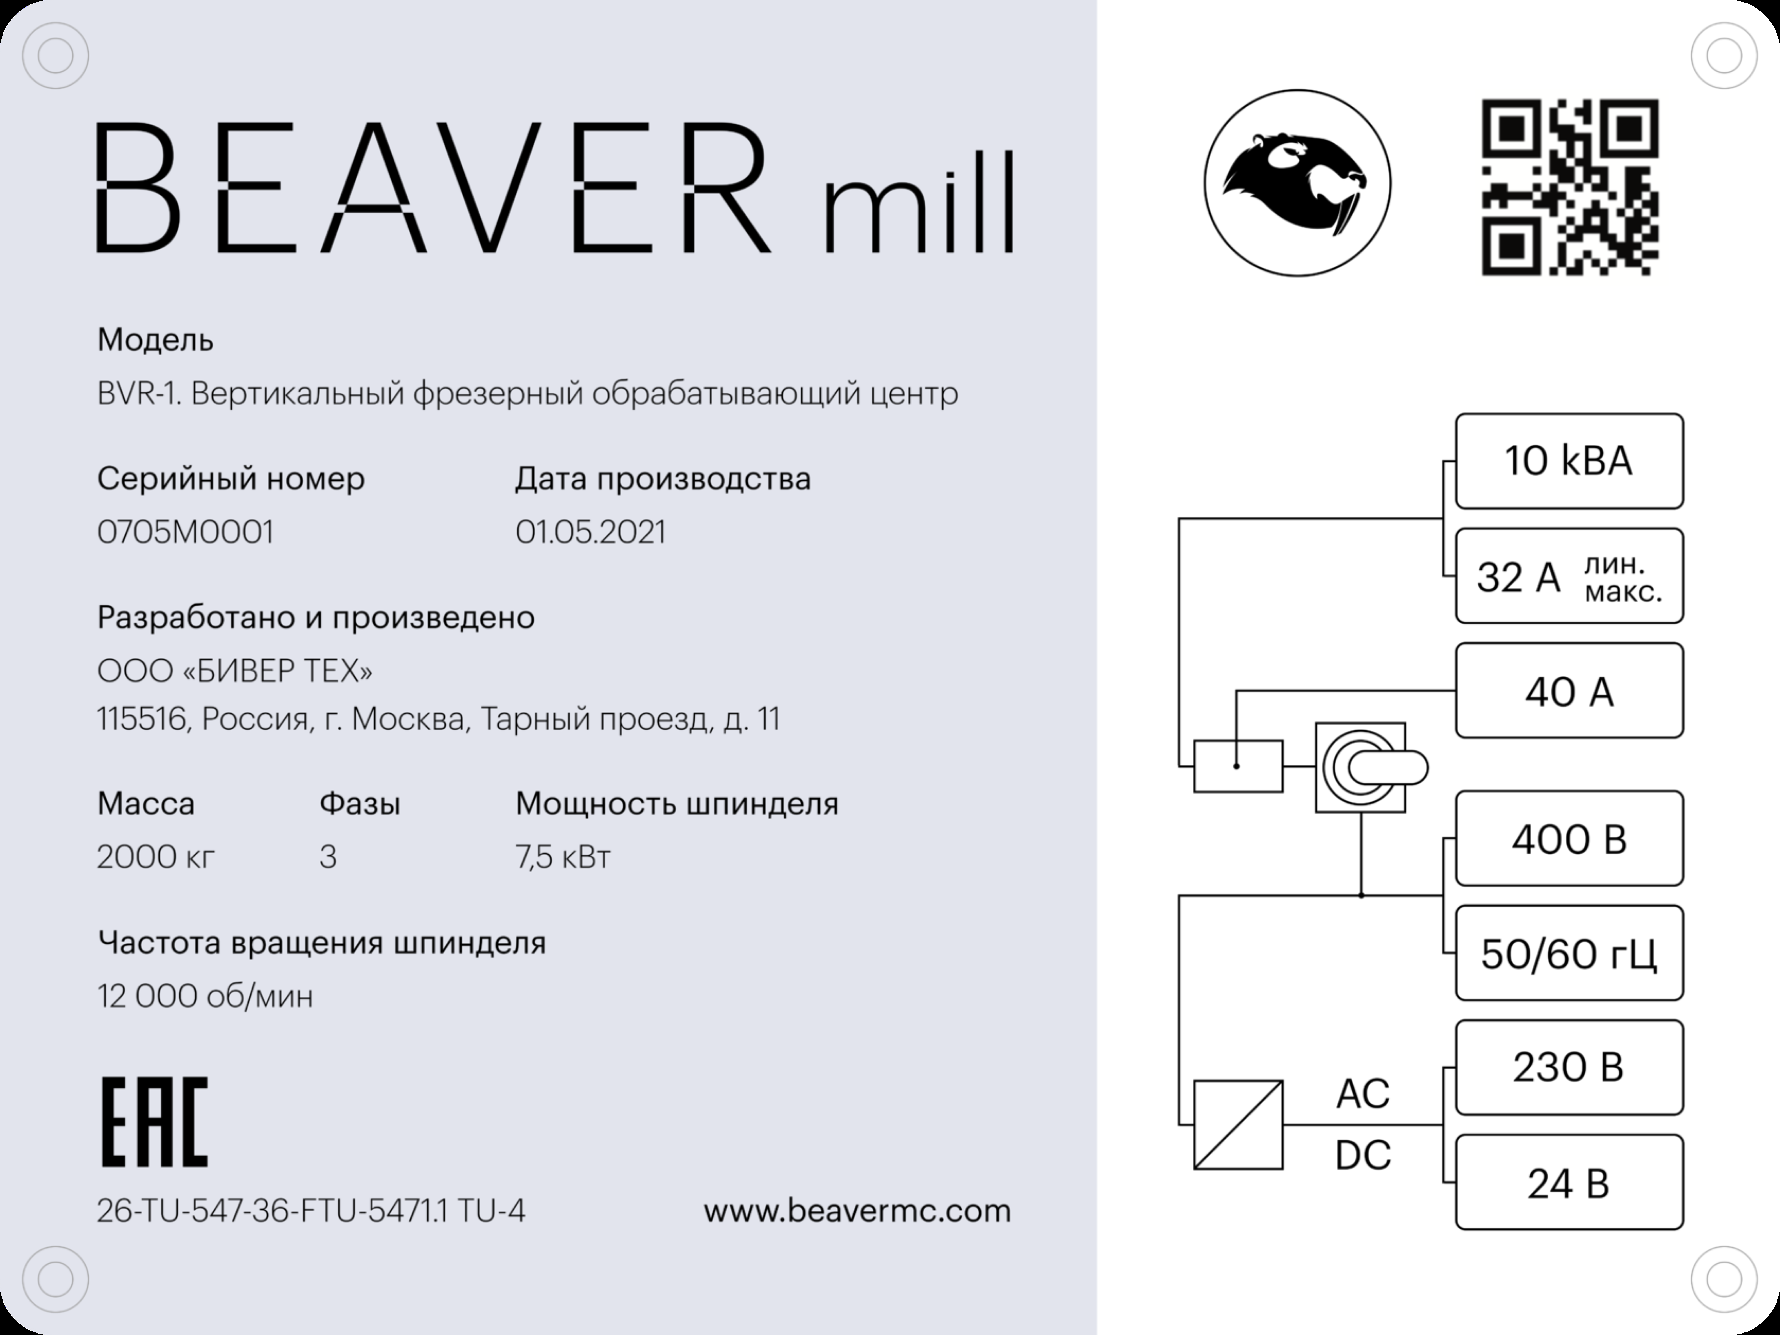 BEAVER mill
Модель
BVR-1. Вертикальный фрезерный обрабатывающий центр
Серийный номер
0705M0001
Дата производства
01.05.2021
Разработано и произведено
ООО «БИВЕР ТЕХ»
115516, Россия, г. Москва, Тарный проезд, д. 11
Масса
2000 кг
Фазы
3
Мощность шпинделя
7,5 кВт
Частота вращения шпинделя
12 000 об/мин
EAC
26-TU-547-36-FTU-5471.1 TU-4
www.beavermc.com
10 kBA
32 A лин. макс.
40 A
400 В
50/60 гЦ
230 В
24 В
AC
DC